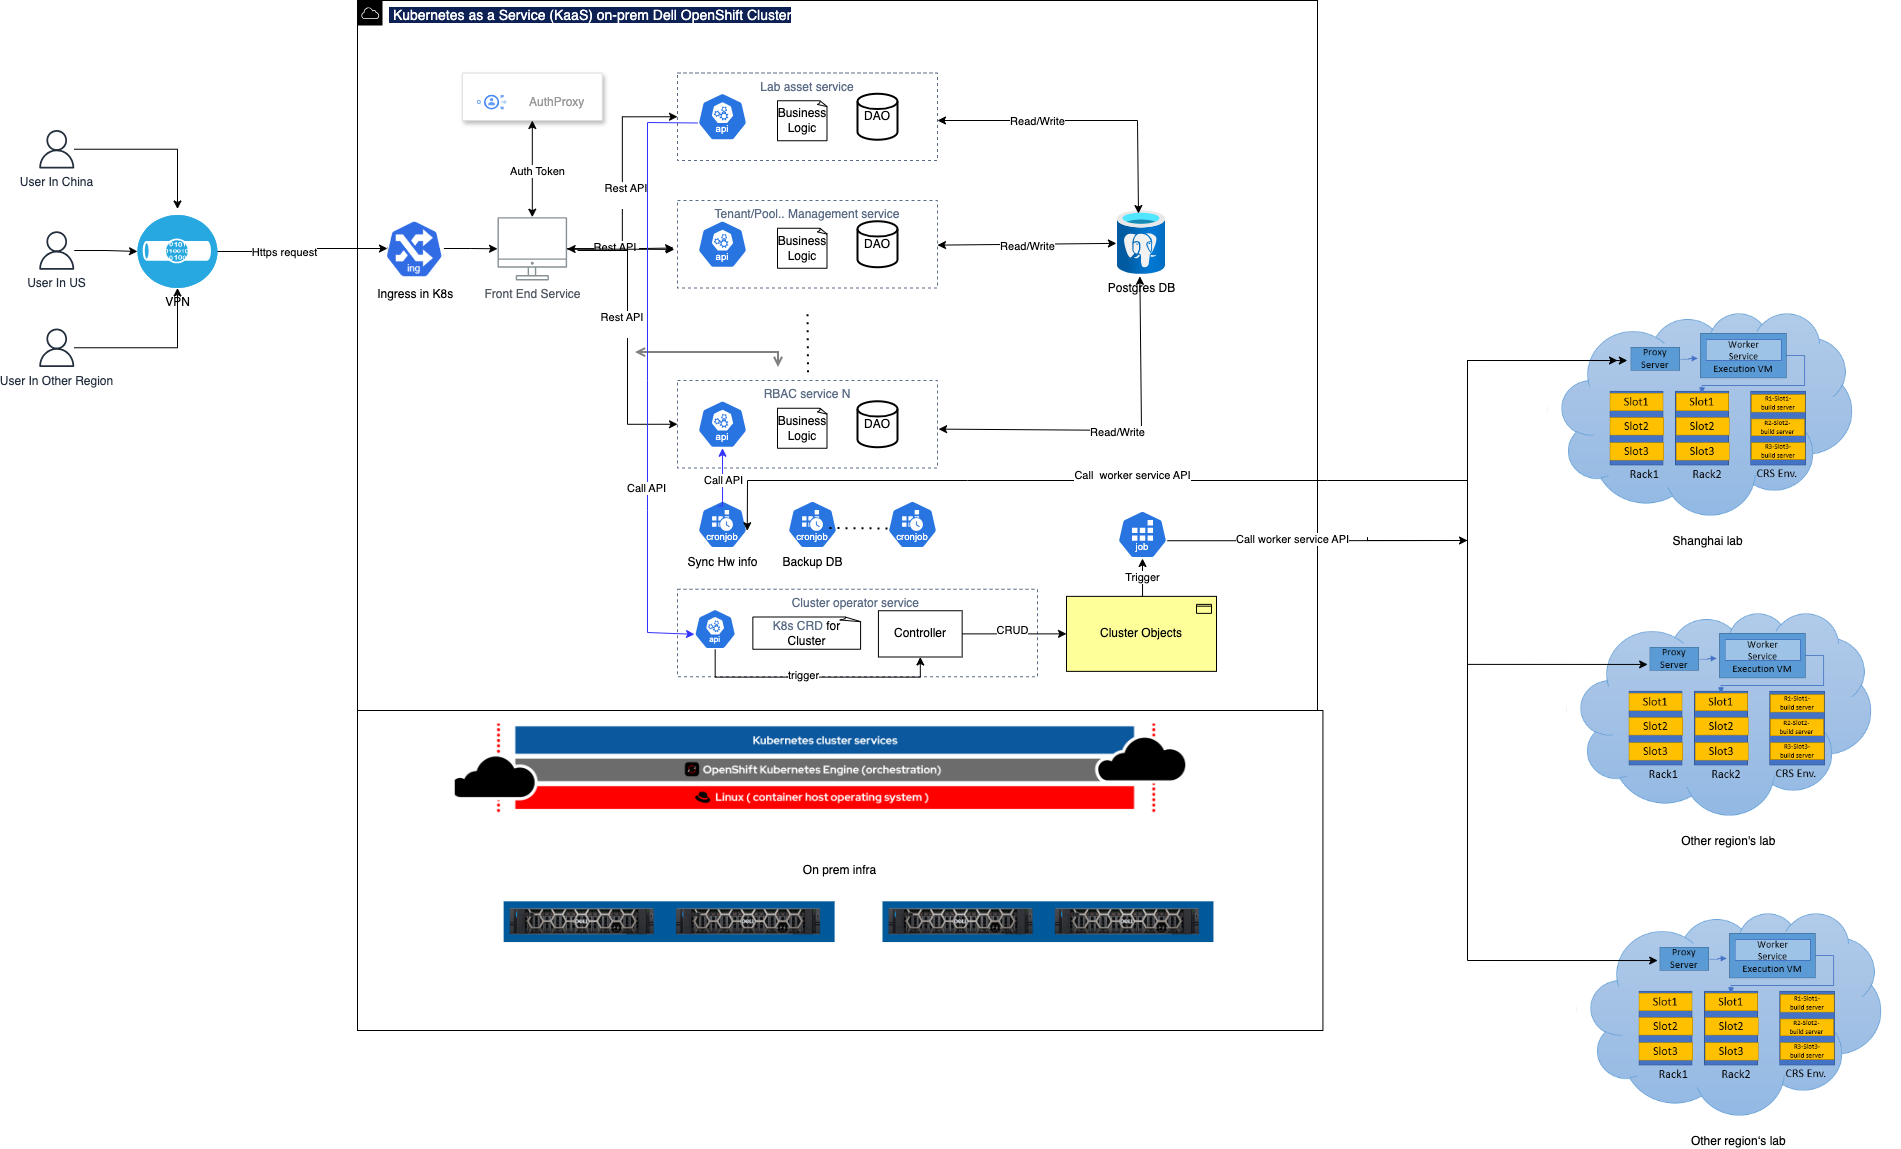 Kubernetes as a Service (KaaS) on-prem Dell OpenShift Cluster
User In China
User In US
User In Other Region
VPN
Https request
ing
Ingress in K8s
AuthProxy
Auth Token
Front End Service
Rest API
Rest API
Rest API
Lab asset service
api
Business
Logic
DAO
Read/Write
Tenant/Pool.. Management service
api
Business
Logic
DAO
Read/Write
Postgres DB
RBAC service N
api
Business
Logic
DAO
Read/Write
Call API
Call API
Call  worker service API
cronjob
Sync Hw info
cronjob
Backup DB
cronjob
job
Call worker service API
Trigger
Cluster operator service
api
K8s CRD for
Cluster
Controller
trigger
CRUD
Cluster Objects
Kubernetes cluster services
OpenShift Kubernetes Engine (orchestration)
Linux ( container host operating system )
On prem infra
Proxy
Server
Worker
Service
Execution VM
Slot1
Slot2
Slot3
Rack1
Slot1
Slot2
Slot3
Rack2
R1-Slot1-
build server
R2-Slot2-
build server
R3-Slot3-
build server
CRS Env.
Shanghai lab
Proxy
Server
Worker
Service
Execution VM
Slot1
Slot2
Slot3
Rack1
Slot1
Slot2
Slot3
Rack2
R1-Slot1-
build server
R2-Slot2-
build server
R3-Slot3-
build server
CRS Env.
Other region's lab
Proxy
Server
Worker
Service
Execution VM
Slot1
Slot2
Slot3
Rack1
Slot1
Slot2
Slot3
Rack2
R1-Slot1-
build server
R2-Slot2-
build server
R3-Slot3-
build server
CRS Env.
Other region's lab